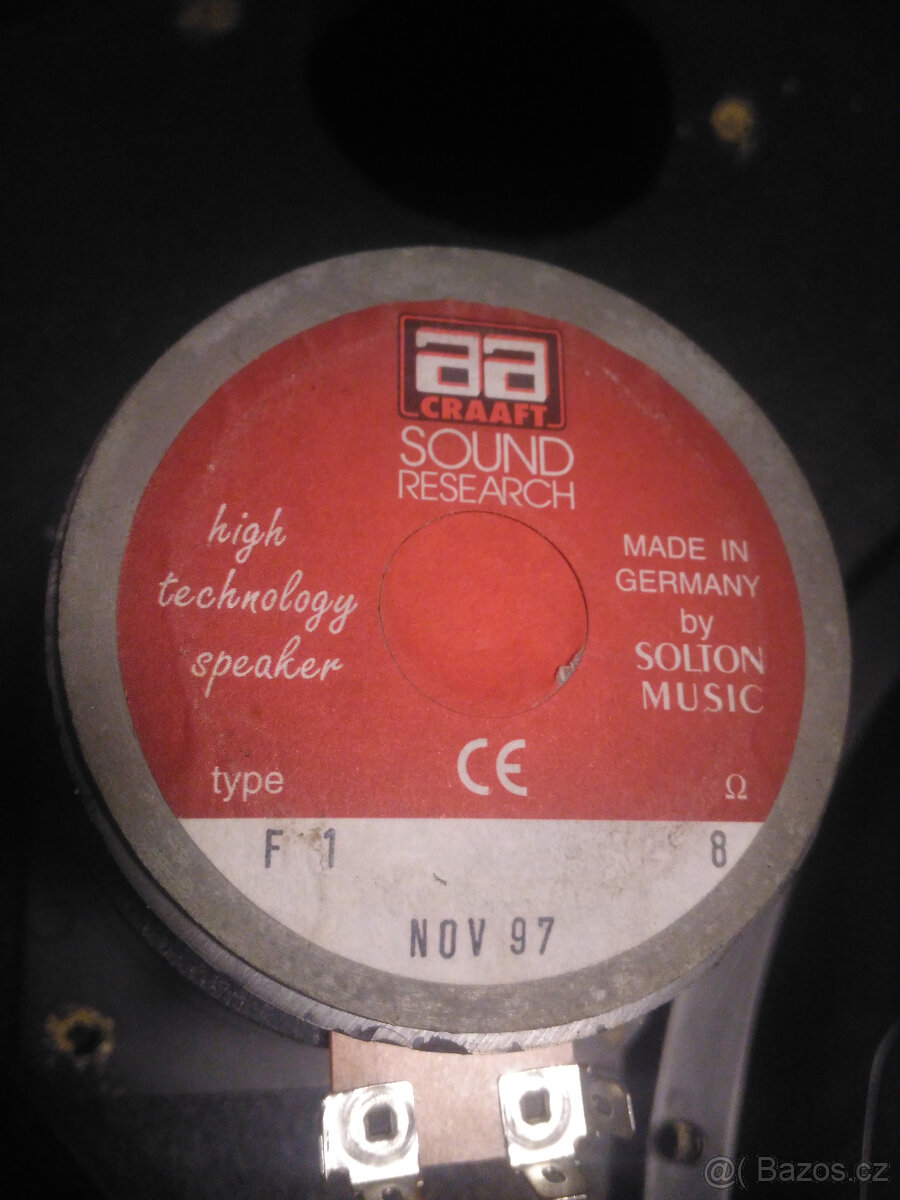 aa
CRAAFT
SOUND
RESEARCH
high
technology
speaker
MADE IN
GERMANY
by
SOLTON
MUSIC
CE
type
Ω
F 1
8
NOV 97
@( Bazos.cz